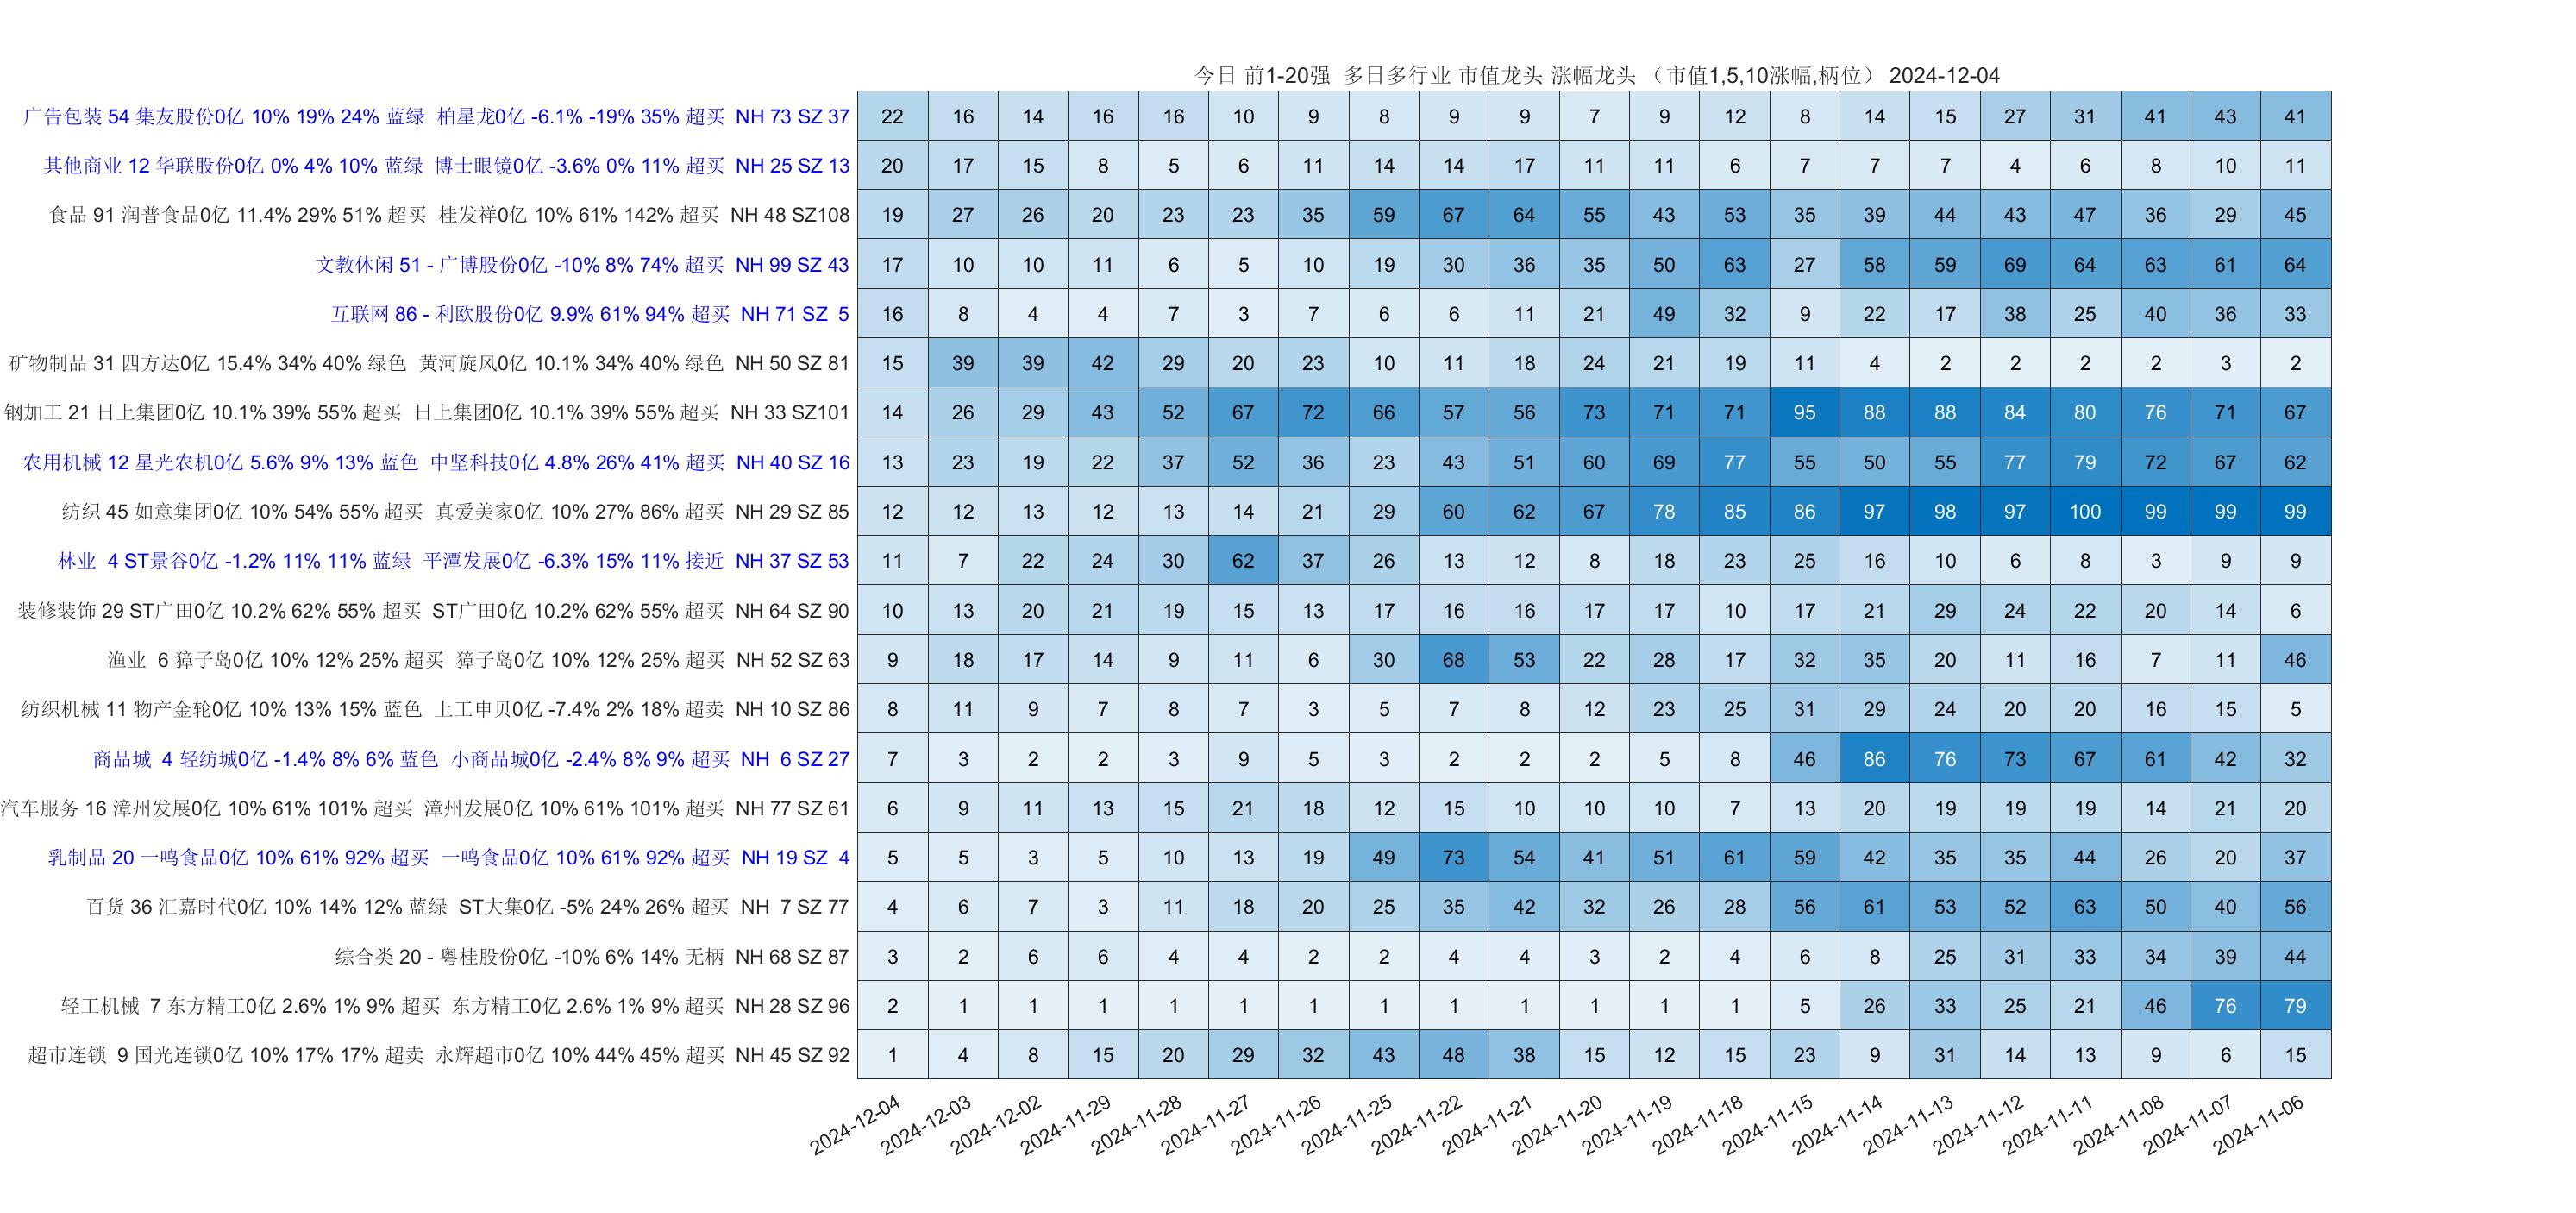 今日 前1-20强 多日多行业 市值龙头 涨幅龙头 （市值1,5,10涨幅,柄位） 2024-12-04
广告包装 54 集友股份0亿 10% 19% 24% 蓝绿 柏星龙0亿 -6.1% -19% 35% 超买 NH 73 SZ 37 22 16 14 16 16 10 9 8 9 9 7 9 12 8 14 15 27 31 41 43 41
其他商业 12 华联股份0亿 0% 4% 10% 蓝绿 博士眼镜0亿 -3.6% 0% 11% 超买 NH 25 SZ 13 20 17 15 8 5 6 11 14 14 17 11 11 6 7 7 7 4 6 8 10 11
食品 91 润普食品0亿 11.4% 29% 51% 超买 桂发祥0亿 10% 61% 142% 超买 NH 48 SZ108 19 27 26 20 23 23 35 59 67 64 55 43 53 35 39 44 43 47 36 29 45
文教休闲 51 - 广博股份0亿 -10% 8% 74% 超买 NH 99 SZ 43 17 10 10 11 6 5 10 19 30 36 35 50 63 27 58 59 69 64 63 61 64
互联网 86 - 利欧股份0亿 9.9% 61% 94% 超买 NH 71 SZ 5 16 8 4 4 7 3 7 6 6 11 21 49 32 9 22 17 38 25 40 36 33
矿物制品 31 四方达0亿 15.4% 34% 40% 绿色 黄河旋风0亿 10.1% 34% 40% 绿色 NH 50 SZ 81 15 39 39 42 29 20 23 10 11 18 24 21 19 11 4 2 2 2 2 3 2
钢加工 21 日上集团0亿 10.1% 39% 55% 超买 日上集团0亿 10.1% 39% 55% 超买 NH 33 SZ101 14 26 29 43 52 67 72 66 57 56 73 71 71 95 88 88 84 80 76 71 67
农用机械 12 星光农机0亿 5.6% 9% 13% 蓝色 中坚科技0亿 4.8% 26% 41% 超买 NH 40 SZ 16 13 23 19 22 37 52 36 23 43 51 60 69 77 55 50 55 77 79 72 67 62
纺织 45 如意集团0亿 10% 54% 55% 超买 真爱美家0亿 10% 27% 86% 超买 NH 29 SZ 85 12 12 13 12 13 14 21 29 60 62 67 78 85 86 97 98 97 100 99 99 99
林业 4 ST景谷0亿 -1.2% 11% 11% 蓝绿 平潭发展0亿 -6.3% 15% 11% 接近 NH 37 SZ 53 11 7 22 24 30 62 37 26 13 12 8 18 23 25 16 10 6 8 3 9 9
装修装饰 29 ST广田0亿 10.2% 62% 55% 超买 ST广田0亿 10.2% 62% 55% 超买 NH 64 SZ 90 10 13 20 21 19 15 13 17 16 16 17 17 10 17 21 29 24 22 20 14 6
渔业 6 獐子岛0亿 10% 12% 25% 超买 獐子岛0亿 10% 12% 25% 超买 NH 52 SZ 63 9 18 17 14 9 11 6 30 68 53 22 28 17 32 35 20 11 16 7 11 46
纺织机械 11 物产金轮0亿 10% 13% 15% 蓝色 上工申贝0亿 -7.4% 2% 18% 超卖 NH 10 SZ 86 8 11 9 7 8 7 3 5 7 8 12 23 25 31 29 24 20 20 16 15 5
商品城 4 轻纺城0亿 -1.4% 8% 6% 蓝色 小商品城0亿 -2.4% 8% 9% 超买 NH 6 SZ 27 7 3 2 2 3 9 5 3 2 2 2 5 8 46 86 76 73 67 61 42 32
汽车服务 16 漳州发展0亿 10% 61% 101% 超买 漳州发展0亿 10% 61% 101% 超买 NH 77 SZ 61 6 9 11 13 15 21 18 12 15 10 10 10 7 13 20 19 19 19 14 21 20
乳制品 20 一鸣食品0亿 10% 61% 92% 超买 一鸣食品0亿 10% 61% 92% 超买 NH 19 SZ 4 5 5 3 5 10 13 19 49 73 54 41 51 61 59 42 35 35 44 26 20 37
百货 36 汇嘉时代0亿 10% 14% 12% 蓝绿 ST大集0亿 -5% 24% 26% 超买 NH 7 SZ 77 4 6 7 3 11 18 20 25 35 42 32 26 28 56 61 53 52 63 50 40 56
综合类 20 - 粤桂股份0亿 -10% 6% 14% 无柄 NH 68 SZ 87 3 2 6 6 4 4 2 2 4 4 3 2 4 6 8 25 31 33 34 39 44
轻工机械 7 东方精工0亿 2.6% 1% 9% 超买 东方精工0亿 2.6% 1% 9% 超买 NH 28 SZ 96 2 1 1 1 1 1 1 1 1 1 1 1 1 5 26 33 25 21 46 76 79
超市连锁 9 国光连锁0亿 10% 17% 17% 超卖 永辉超市0亿 10% 44% 45% 超买 NH 45 SZ 92 1 4 8 15 20 29 32 43 48 38 15 12 15 23 9 31 14 13 9 6 15
2024-12-04 2024-12-03 2024-12-02 2024-11-29 2024-11-28 2024-11-27 2024-11-26 2024-11-25 2024-11-22 2024-11-21 2024-11-20 2024-11-19 2024-11-18 2024-11-15 2024-11-14 2024-11-13 2024-11-12 2024-11-11 2024-11-08 2024-11-07 2024-11-06